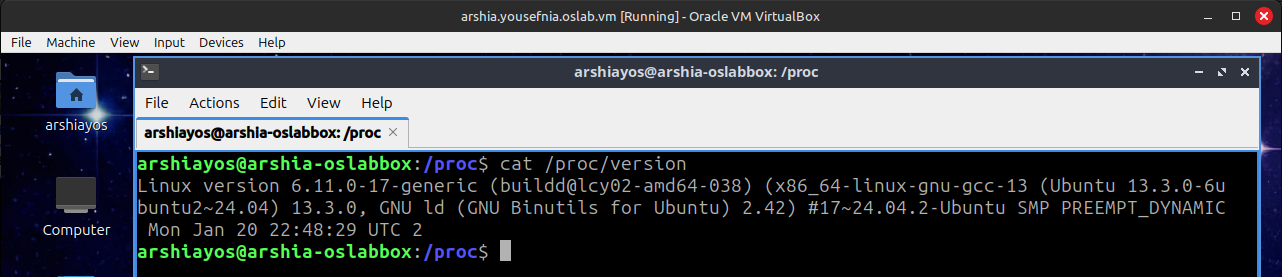 arshia.yousefnia.oslab.vm [Running] - Oracle VM VirtualBox
File Machine View Input Devices Help
arshiayos@arshia-oslabbox: /proc
arshiayos
File Actions Edit View Help
arshiayos@arshia-oslabbox: /proc
arshiayos@arshia-oslabbox:/proc$ cat /proc/version
Linux version 6.11.0-17-generic (buildd@lcy02-amd64-038) (x86_64-linux-gnu-gcc-13 (Ubuntu 13.3.0-6u
buntu2~24.04) 13.3.0, GNU ld (GNU Binutils for Ubuntu) 2.42) #17~24.04.2-Ubuntu SMP PREEMPT_DYNAMIC
Mon Jan 20 22:48:29 UTC 2
Computer
arshiayos@arshia-oslabbox:/proc$